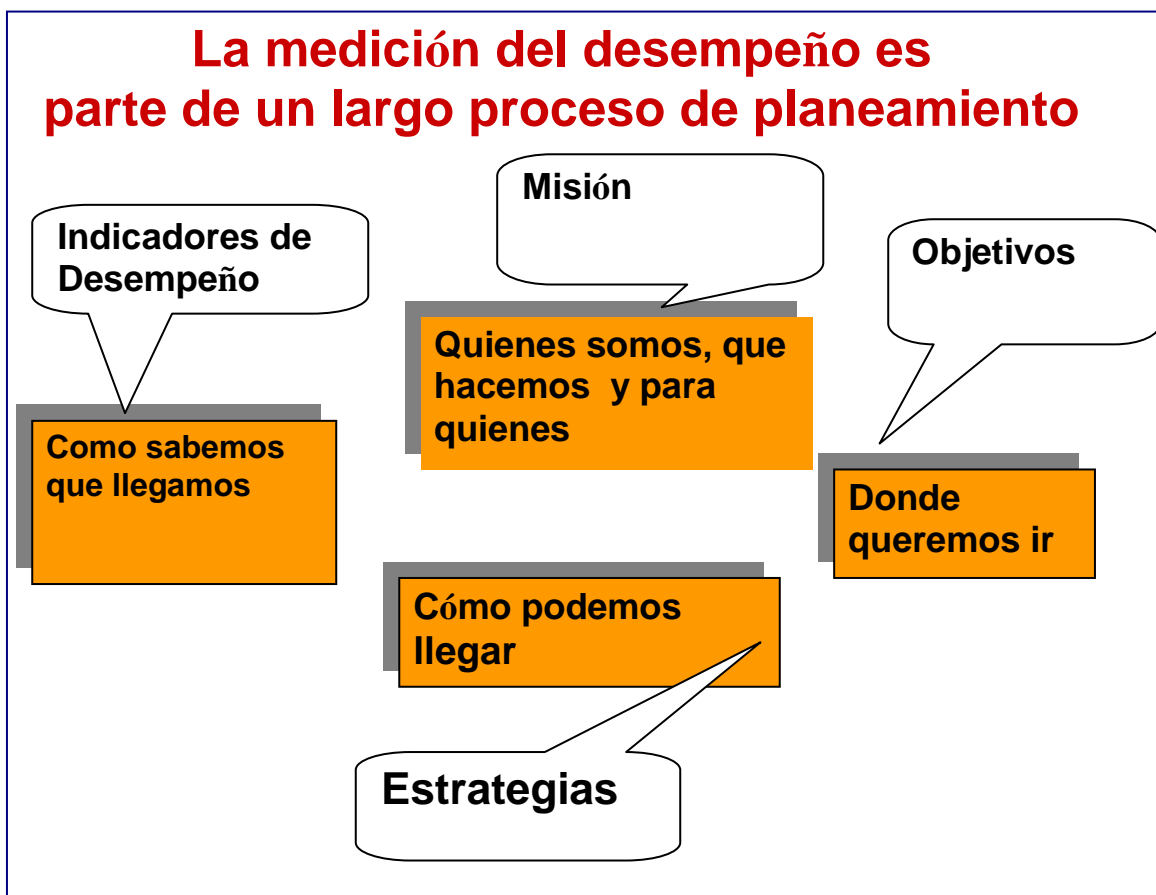 La medición del desempeño es
parte de un largo proceso de planeamiento
Misión
Indicadores de
Desempeño
Objetivos
Quienes somos, que
hacemos y para
quienes
Como sabemos
que llegamos
Donde
queremos ir
Cómo podemos
llegar
Estrategias